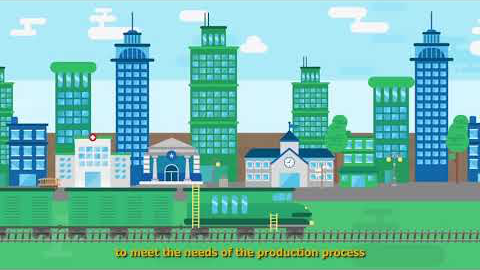 to meet the needs of the production process